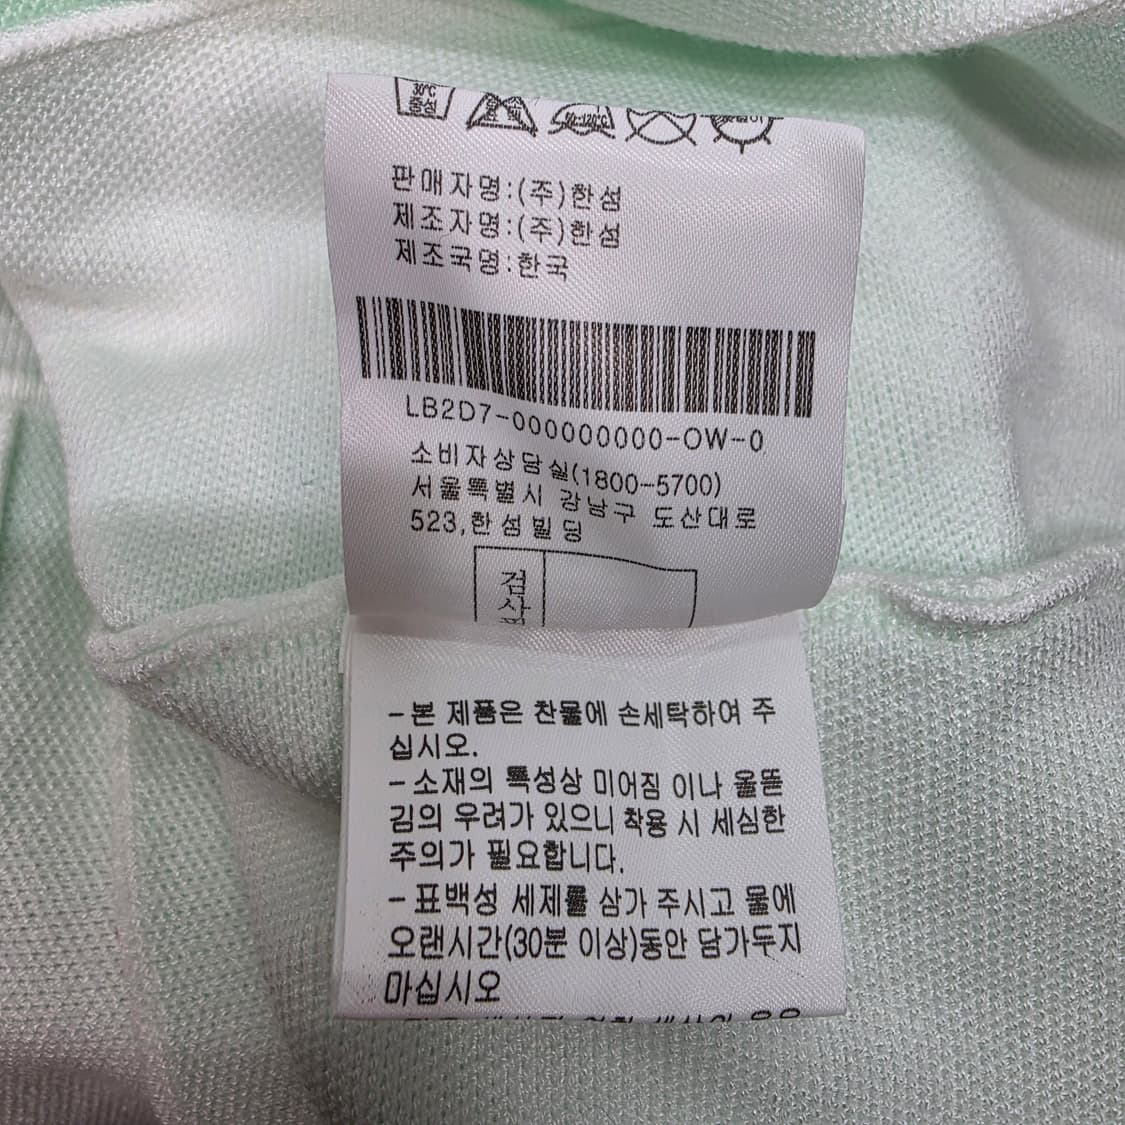 30℃
중성
80~120℃
판매자명:(주)한섬
제조자명:(주)한섬
제조국명:한국
LB2D7-000000000-OW-0
소비자상담실(1800-5700)
서울특별시 강남구 도산대로
523,한섬빌딩
검
사
-본 제품은 찬물에 손세탁하여 주
십시오.
-소재의 특성상 미어짐 이나 올뜯
김의 우려가 있으니 착용 시 세심한
주의가 필요합니다.
-표백성 세제를 삼가 주시고 물에
오랜시간(30분 이상)동안 담가두지
마십시오